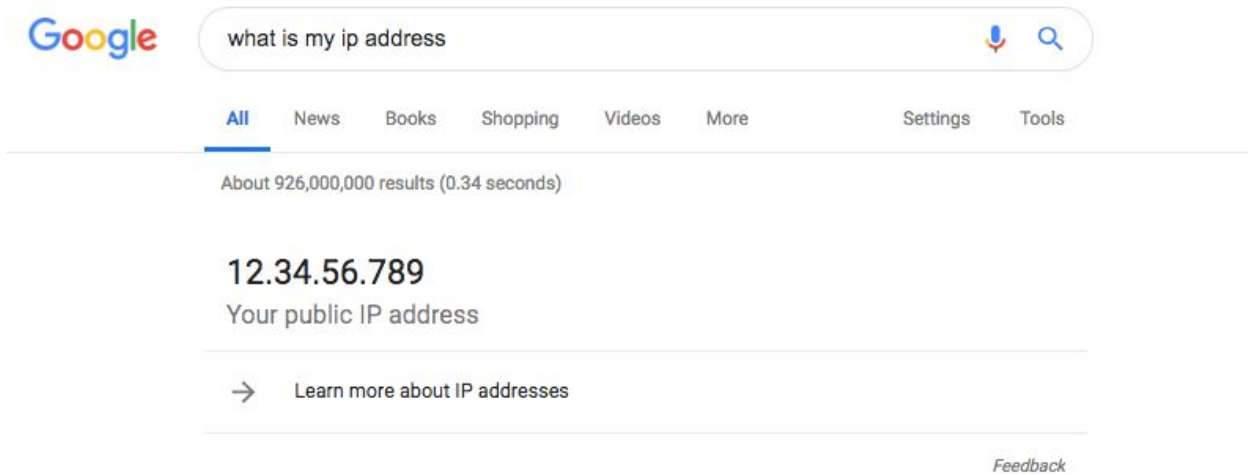 Google
what is my ip address
All News Books Shopping Videos More Settings Tools
About 926,000,000 results (0.34 seconds)
12.34.56.789
Your public IP address
Learn more about IP addresses
Feedback